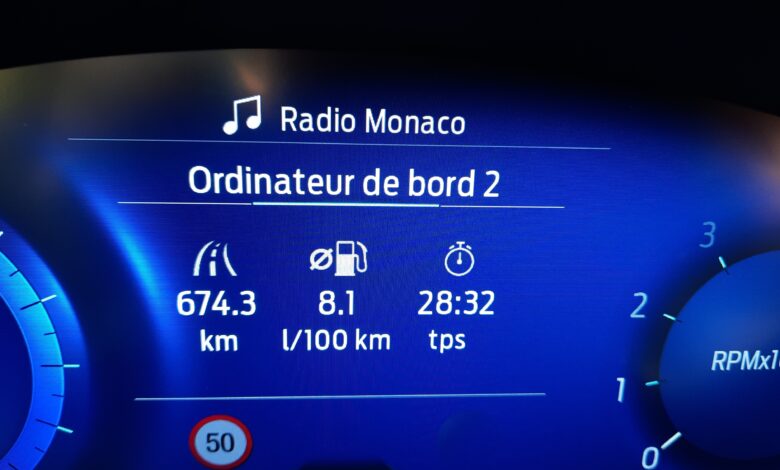 Radio Monaco
Ordinateur de bord 2
674.3 8.1 28:32
km l/100 km tps
50
3
2
1
0